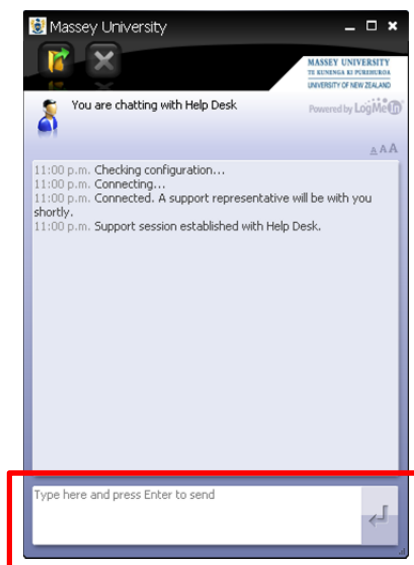 Massey University
MASSEY UNIVERSITY
TE KUNENGA KI PUREHUROA
UNIVERSITY OF NEW ZEALAND
You are chatting with Help Desk
Powered by LogMeIn
A A A
11:00 p.m. Checking configuration...
11:00 p.m. Connecting...
11:00 p.m. Connected. A support representative will be with you
shortly.
11:00 p.m. Support session established with Help Desk.
Type here and press Enter to send